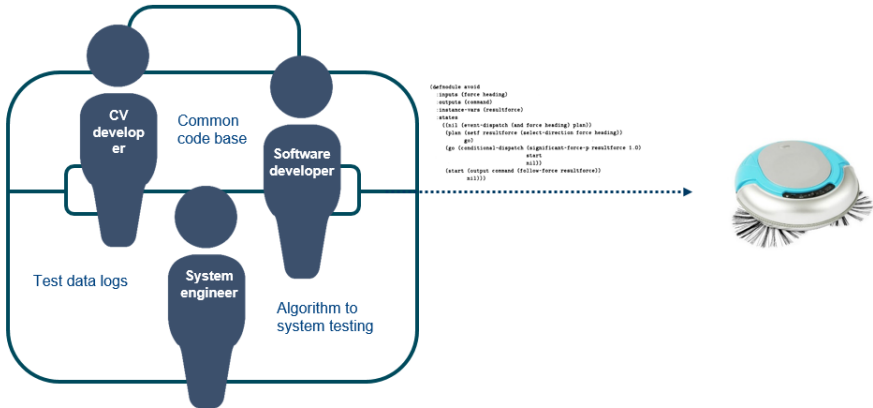 CV
develop
er
Common
code base
Software
developer
System
engineer
Test data logs
Algorithm to
system testing
(defmodule avoid
:inputs (force heading)
:outputs (command)
:instance-vars (resultforce)
:states
((nil (event-dispatch (and force heading) plan))
(plan (setf resultforce (select-direction force heading))
go)
(go (conditional-dispatch (significant-force-p resultforce 1.0)
start
nil))
(start (output command (follow-force resultforce))
nil)))